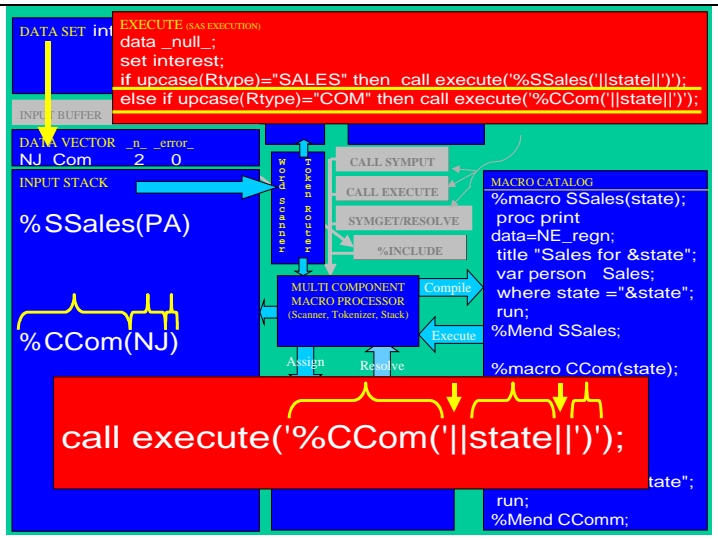 DATA SET int
EXECUTE (SAS EXECUTION)
data _null_;
set interest;
if upcase(Rtype)="SALES" then call execute('%SSales('||state||')');
else if upcase(Rtype)="COM" then call execute('%CCom('||state||')');
INPUT BUFFER
DATA VECTOR _n_ _error_
NJ Com 2 0
INPUT STACK
%SSales(PA)
%CCom(NJ)
Word Scanner
Token Router
CALL SYMPUT
CALL EXECUTE
SYMGET/RESOLVE
%INCLUDE
MULTI COMPONENT
MACRO PROCESSOR
(Scanner, Tokenizer, Stack)
Compile
Execute
Assign
Resolve
MACRO CATALOG
%macro SSales(state);
proc print
data=NE_regn;
title "Sales for &state";
var person Sales;
where state ="&state";
run;
%Mend SSales;
%macro CCom(state);
call execute('%CCom('||state||')');
tate";
run;
%Mend CComm;